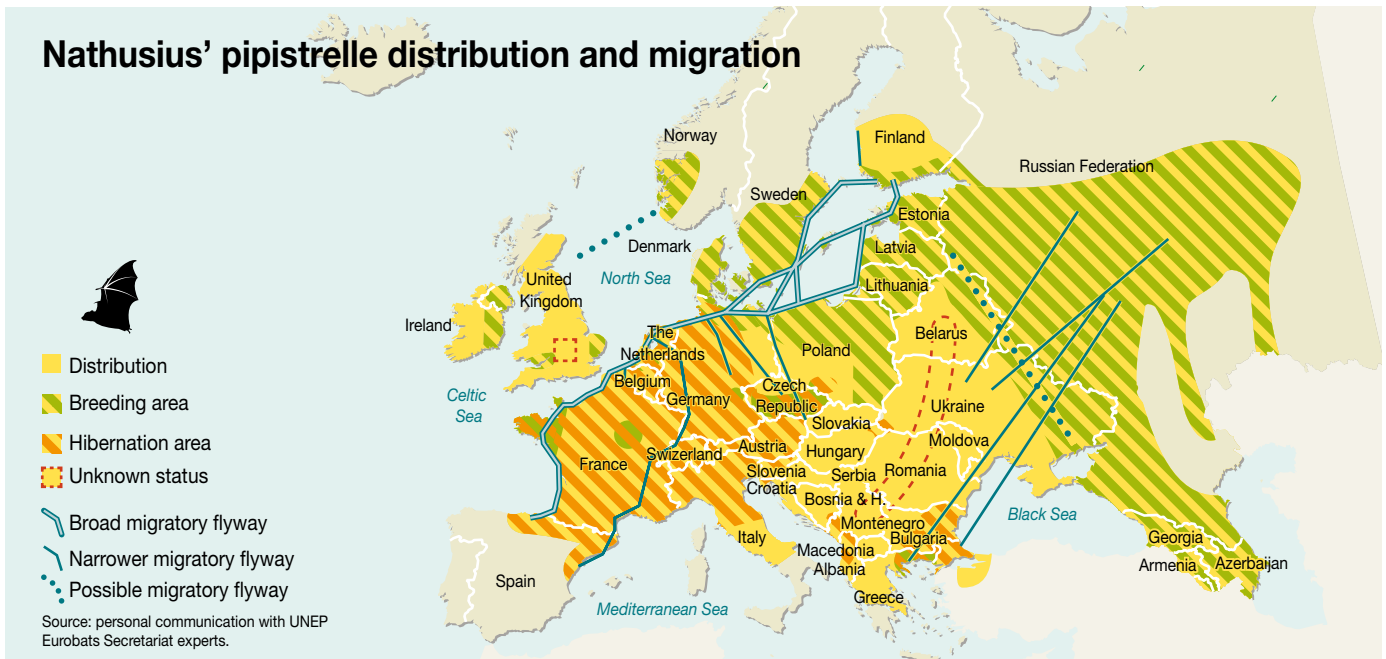 Nathusius’ pipistrelle distribution and migration
Norway
Finland
Russian Federation
Sweden
Estonia
Denmark
Latvia
North Sea
United
Kingdom
Lithuania
Ireland
The
Netherlands
Belarus
Poland
Belgium
Germany
Czech
Republic
Celtic
Sea
Ukraine
Slovakia
Moldova
Austria
Hungary
Swizerland
France
Slovenia
Serbia
Romania
Croatia
Bosnia & H.
Black Sea
Montenegro
Bulgaria
Italy
Macedonia
Albania
Georgia
Armenia
Azerbaijan
Spain
Greece
Mediterranean Sea
Distribution
Breeding area
Hibernation area
Unknown status
Broad migratory flyway
Narrower migratory flyway
Possible migratory flyway
Source: personal communication with UNEP
Eurobats Secretariat experts.